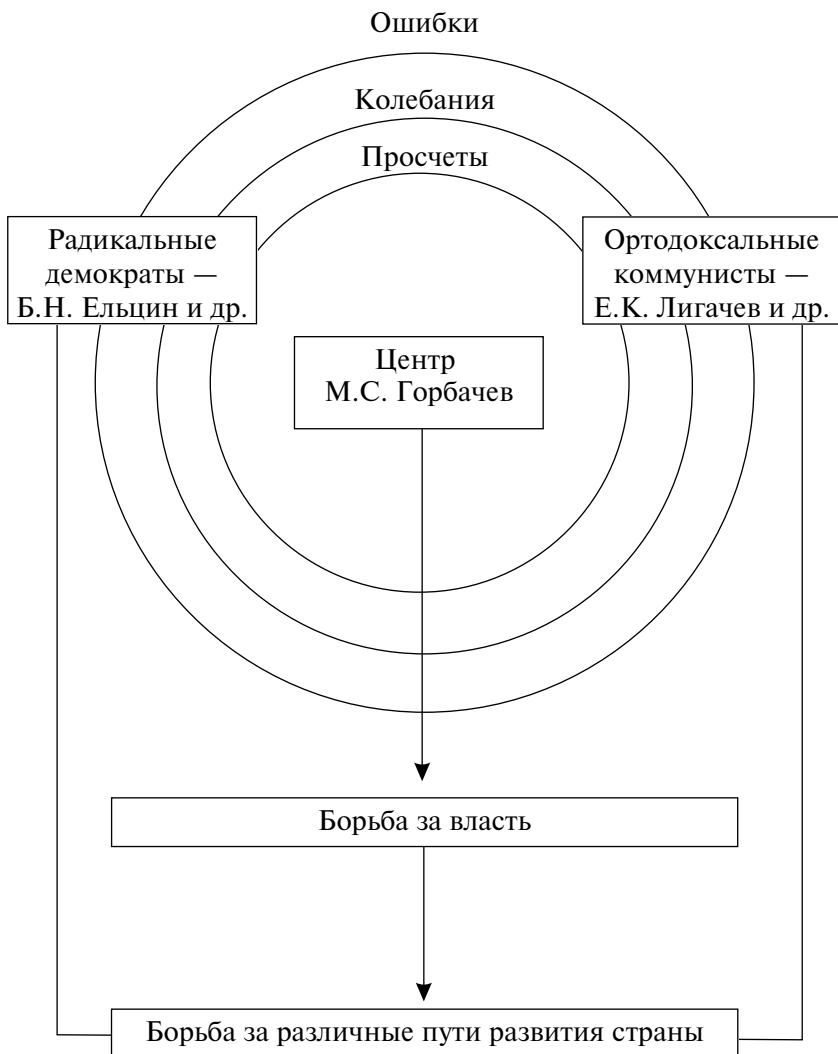 Ошибки
Колебания
Просчеты
Радикальные
демократы —
Б.Н. Ельцин и др.
Ортодоксальные
коммунисты —
Е.К. Лигачев и др.
Центр
М.С. Горбачев
Борьба за власть
Борьба за различные пути развития страны